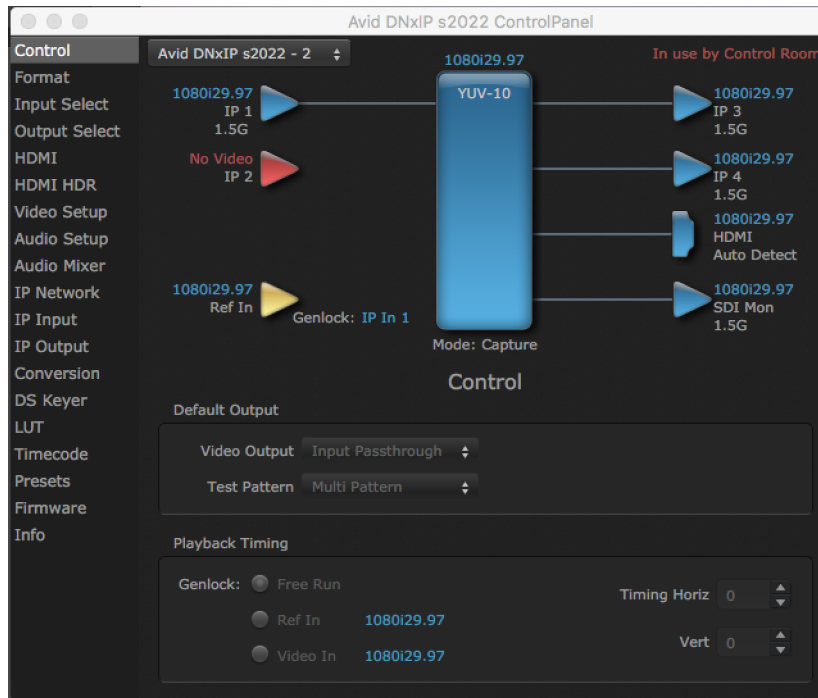 Avid DNxIP s2022 ControlPanel
Control
Format
Input Select
Output Select
HDMI
HDMI HDR
Video Setup
Audio Setup
Audio Mixer
IP Network
IP Input
IP Output
Conversion
DS Keyer
LUT
Timecode
Presets
Firmware
Info
Avid DNxIP s2022 - 2
1080i29.97
In use by Control Room
1080i29.97
IP 1
1.5G
No Video
IP 2
1080i29.97
Ref In
Genlock: IP In 1
YUV-10
Mode: Capture
1080i29.97
IP 3
1.5G
1080i29.97
IP 4
1.5G
1080i29.97
HDMI
Auto Detect
1080i29.97
SDI Mon
1.5G
Control
Default Output
Video Output Input Passthrough
Test Pattern Multi Pattern
Playback Timing
Genlock: Free Run
Ref In 1080i29.97
Video In 1080i29.97
Timing Horiz 0
Vert 0